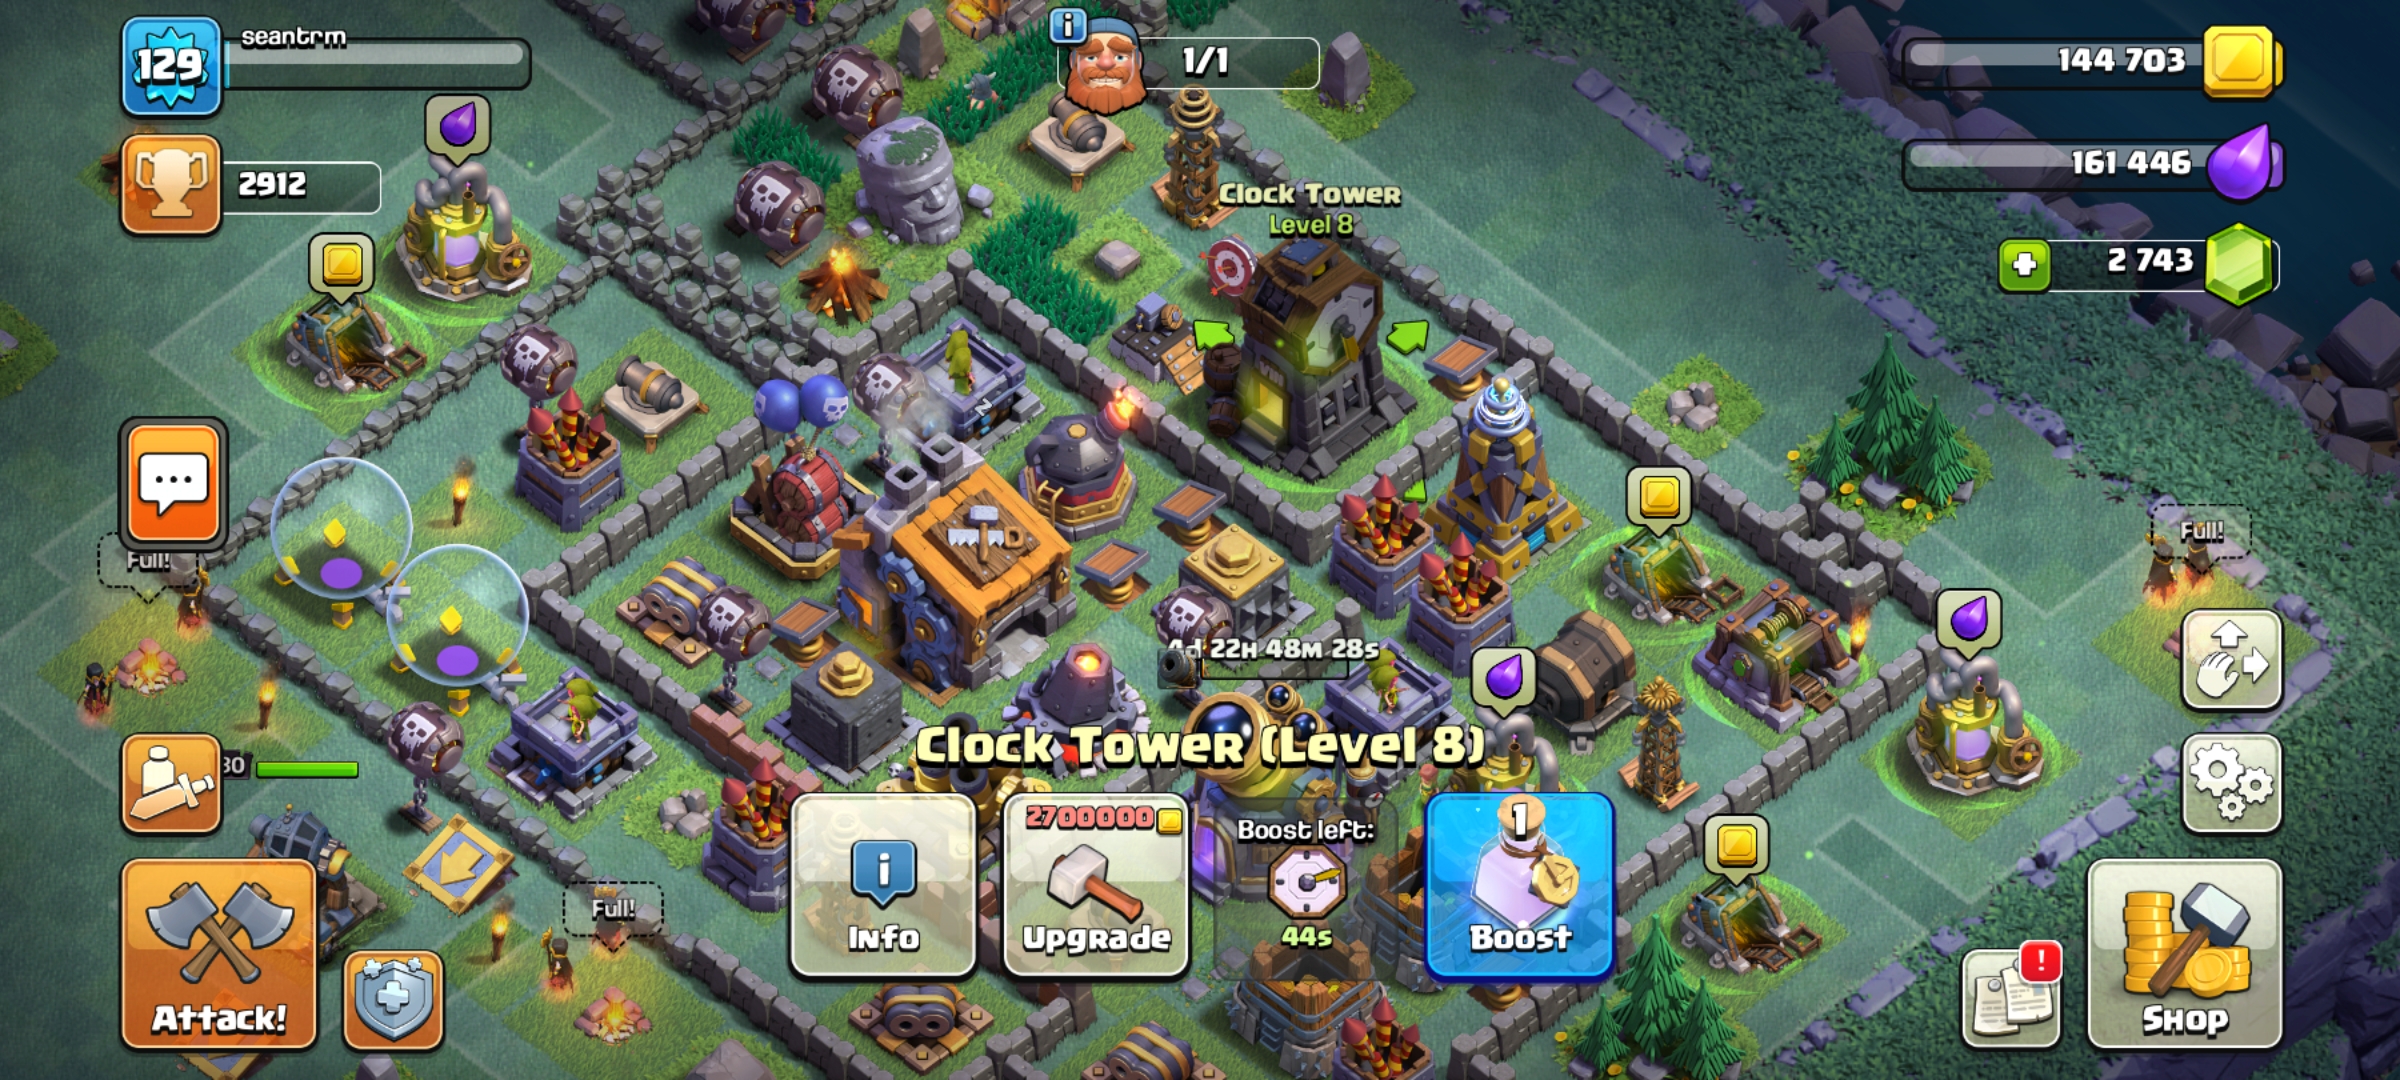 129
seantrm
1/1
144 703
2912
161 446
Clock Tower
Level 8
2 743
Full!
Full!
22H 48M 28s
Clock Tower (Level 8)
30
2700000
Boost left:
1
Full!
Info
Upgrade
44s
Boost
!
Attack!
Shop